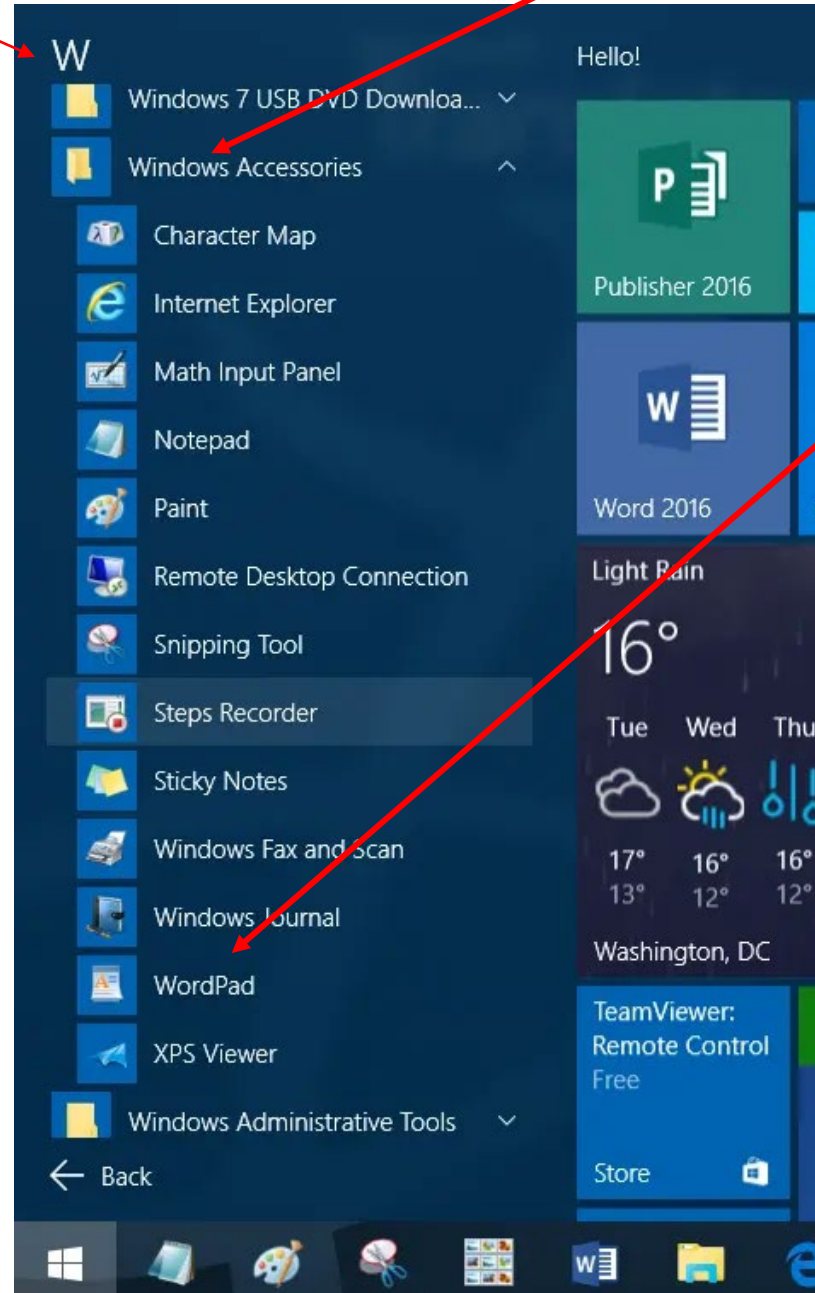 W
Windows 7 USB DVD Downloa...
Windows Accessories
Character Map
Internet Explorer
Math Input Panel
Notepad
Paint
Remote Desktop Connection
Snipping Tool
Steps Recorder
Sticky Notes
Windows Fax and Scan
Windows Journal
WordPad
XPS Viewer
Windows Administrative Tools
Back
Hello!
P
Publisher 2016
W
Word 2016
Light Rain
16°
Tue Wed Thu
17° 16° 16°
13° 12° 12°
Washington, DC
TeamViewer:
Remote Control
Free
Store
W